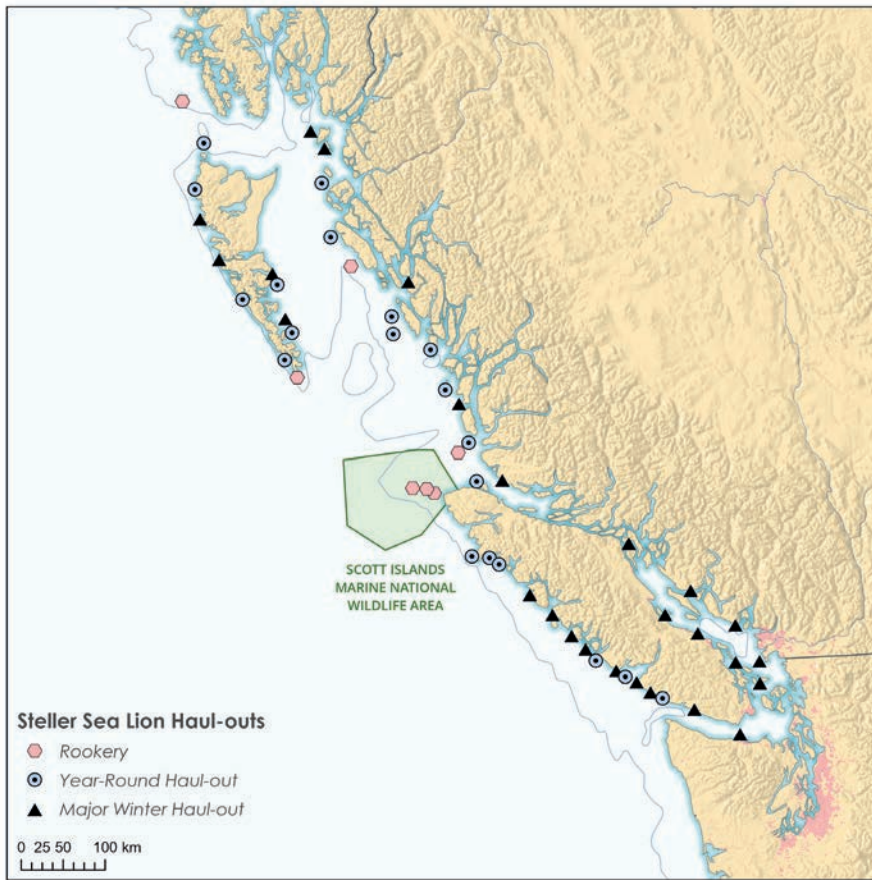 SCOTT ISLANDS
MARINE NATIONAL
WILDLIFE AREA
Steller Sea Lion Haul-outs
Rookery
Year-Round Haul-out
Major Winter Haul-out
0 25 50 100 km